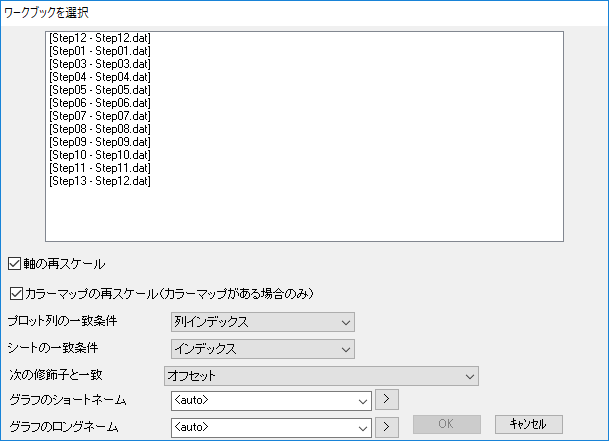 ワークブックを選択
[Step12 - Step12.dat]
[Step01 - Step01.dat]
[Step03 - Step03.dat]
[Step04 - Step04.dat]
[Step05 - Step05.dat]
[Step06 - Step06.dat]
[Step07 - Step07.dat]
[Step08 - Step08.dat]
[Step09 - Step09.dat]
[Step10 - Step10.dat]
[Step11 - Step11.dat]
[Step13 - Step12.dat]
軸の再スケール
カラーマップの再スケール(カラーマップがある場合のみ)
プロット列の一致条件 列インデックス
シートの一致条件 インデックス
次の修飾子と一致 オフセット
グラフのショートネーム <auto> >
グラフのロングネーム <auto> > OK キャンセル